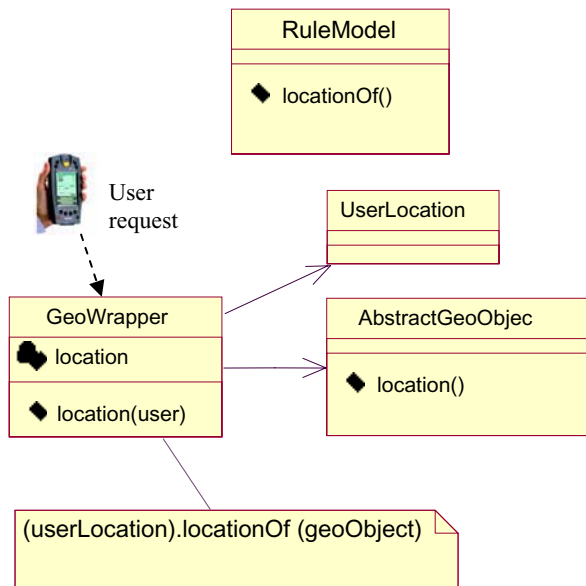 RuleModel
locationOf()
User
request
UserLocation
GeoWrapper
location
location(user)
AbstractGeoObjec
location()
(userLocation).locationOf (geoObject)